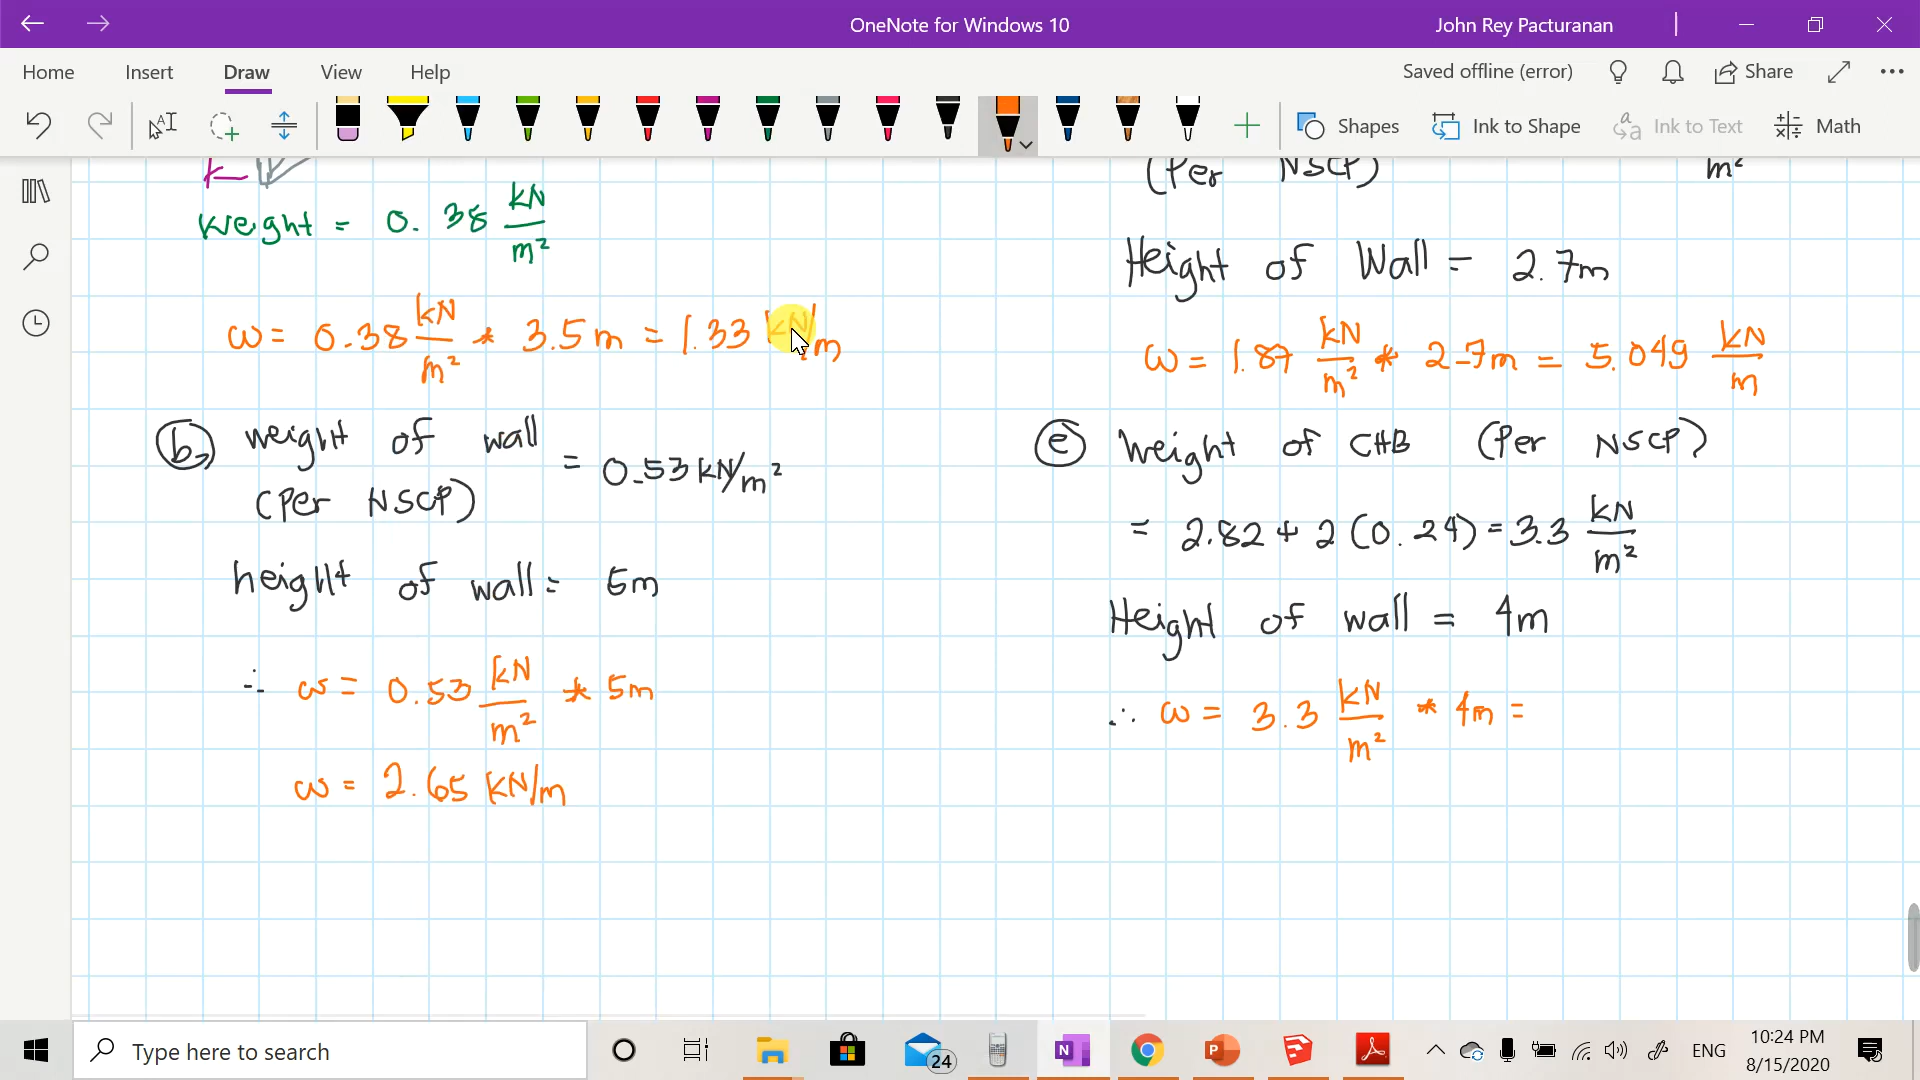 OneNote for Windows 10
John Rey Pacturanan
Home Insert Draw View Help
Saved offline (error)
Share
Shapes
Ink to Shape
Ink to Text
Math
weight = 0.38 kN/m²
ω = 0.38 kN/m² * 3.5m = 1.33 kN/m
b. weight of wall (Per NSCP) = 0.53 kN/m²
height of wall = 5m
∴ ω = 0.53 kN/m² * 5m
ω = 2.65 KN/m
(Per NSCP) m²
Height of Wall = 2.7m
ω = 1.87 kN/m² * 2.7m = 5.049 kN/m
e weight of CHB (Per NSCP)
= 2.82 + 2 (0.24) = 3.3 kN/m²
Height of wall = 4m
∴ ω = 3.3 kN/m² * 4m =
Type here to search
24
ENG
10:24 PM
8/15/2020